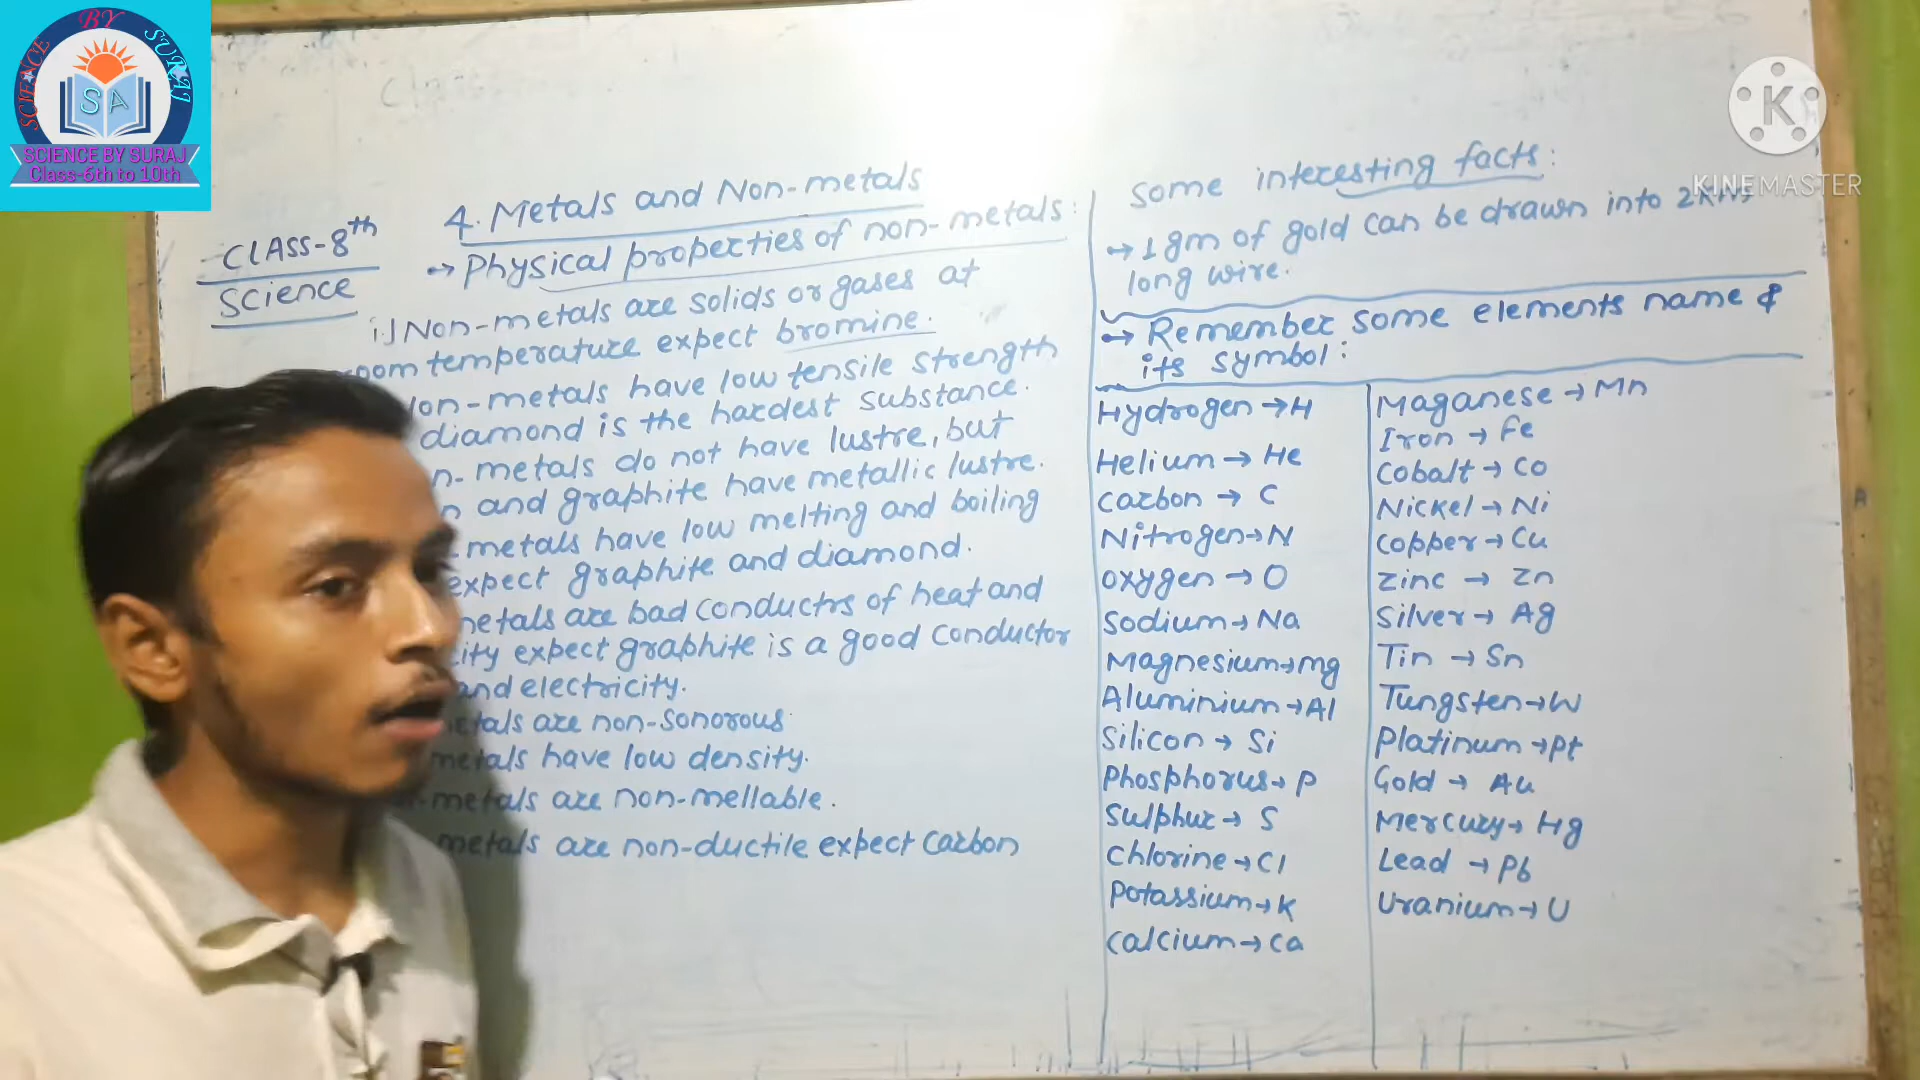 SCIENCE BY SURAJ
SA
SCIENCE BY SURAJ
Class-6th to 10th
KINEMASTER
Class
CLASS-8th
Science
4. Metals and Non-metals
→ Physical properties of non-metals:
i.) Non-metals are solids or gases at
room temperature expect bromine.
Non-metals have low tensile strength
diamond is the hardest substance.
n-metals do not have lustre, but
n and graphite have metallic lustre.
metals have low melting and boiling
expect graphite and diamond.
metals are bad conductrs of heat and
city expect graphite is a good conductor
and electricity.
metals are non-sonorous
metals have low density.
metals are non-mellable.
metals are non-ductile expect carbon
Some interesting facts:
→ 1 gm of gold can be drawn into 2kms
long wire.
→ Remember some elements name &
its symbol:
Hydrogen → H
Helium → He
Carbon → C
Nitrogen → N
Oxygen → O
Sodium → Na
Magnesium → mg
Aluminium → Al
Silicon → Si
Phosphorus → P
Sulphur → S
Chlorine → Cl
Potassium → K
Calcium → Ca
Maganese → Mn
Iron → Fe
Cobalt → Co
Nickel → Ni
Copper → Cu
Zinc → Zn
Silver → Ag
Tin → Sn
Tungsten → W
Platinum → Pt
Gold → Au
Mercury → Hg
Lead → Pb
Uranium → U